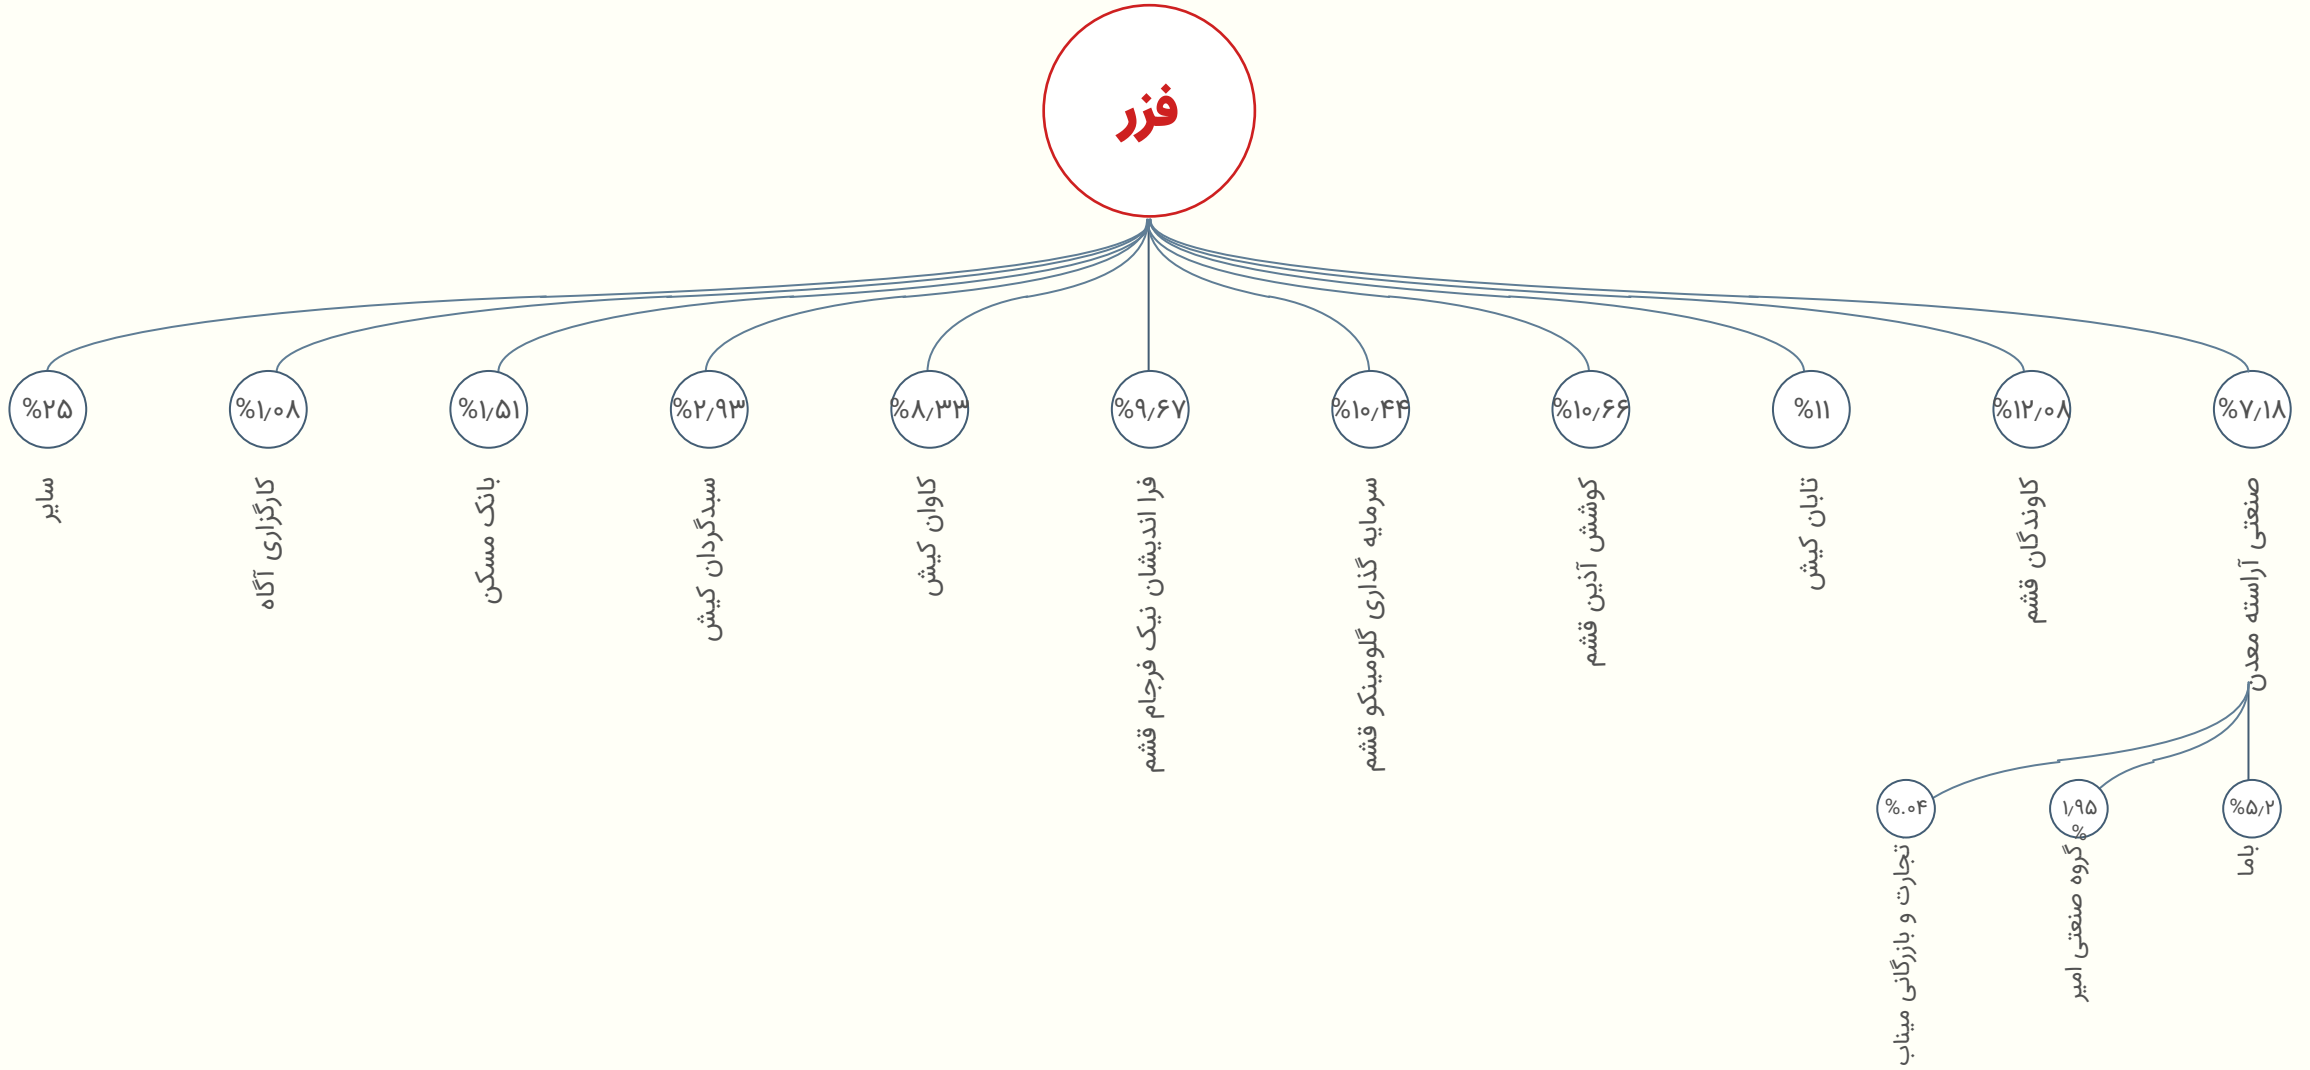 فزر
%۷٫۱۸
صنعتی آراسته معدن
%۱۲٫۰۸
کاوندگان قشم
%۱۱
تابان کیش
%۱۰٫۶۶
کوشش آذین قشم
%۱۰٫۴۴
سرمایه گذاری گلومینکو قشم
%۹٫۶۷
فرا اندیشان نیک فرجام قشم
%۸٫۳۳
کاوان کیش
%۲٫۹۳
سبدگردان کیش
%۱٫۵۱
بانک مسکن
%۱٫۰۸
کارگزاری آگاه
%۲۵
سایر
%۵٫۲
باما
۱٫۹۵
%
گروه صنعتی امیر
%.۰۴
تجارت و بازرگانی میناب